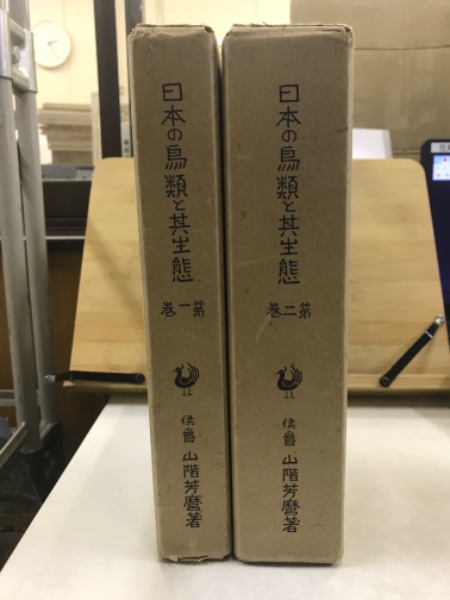 日本の鳥類と其生態
第一巻
侯爵 山階芳麿著
日本の鳥類と其生態
第二巻
侯爵 山階芳麿著